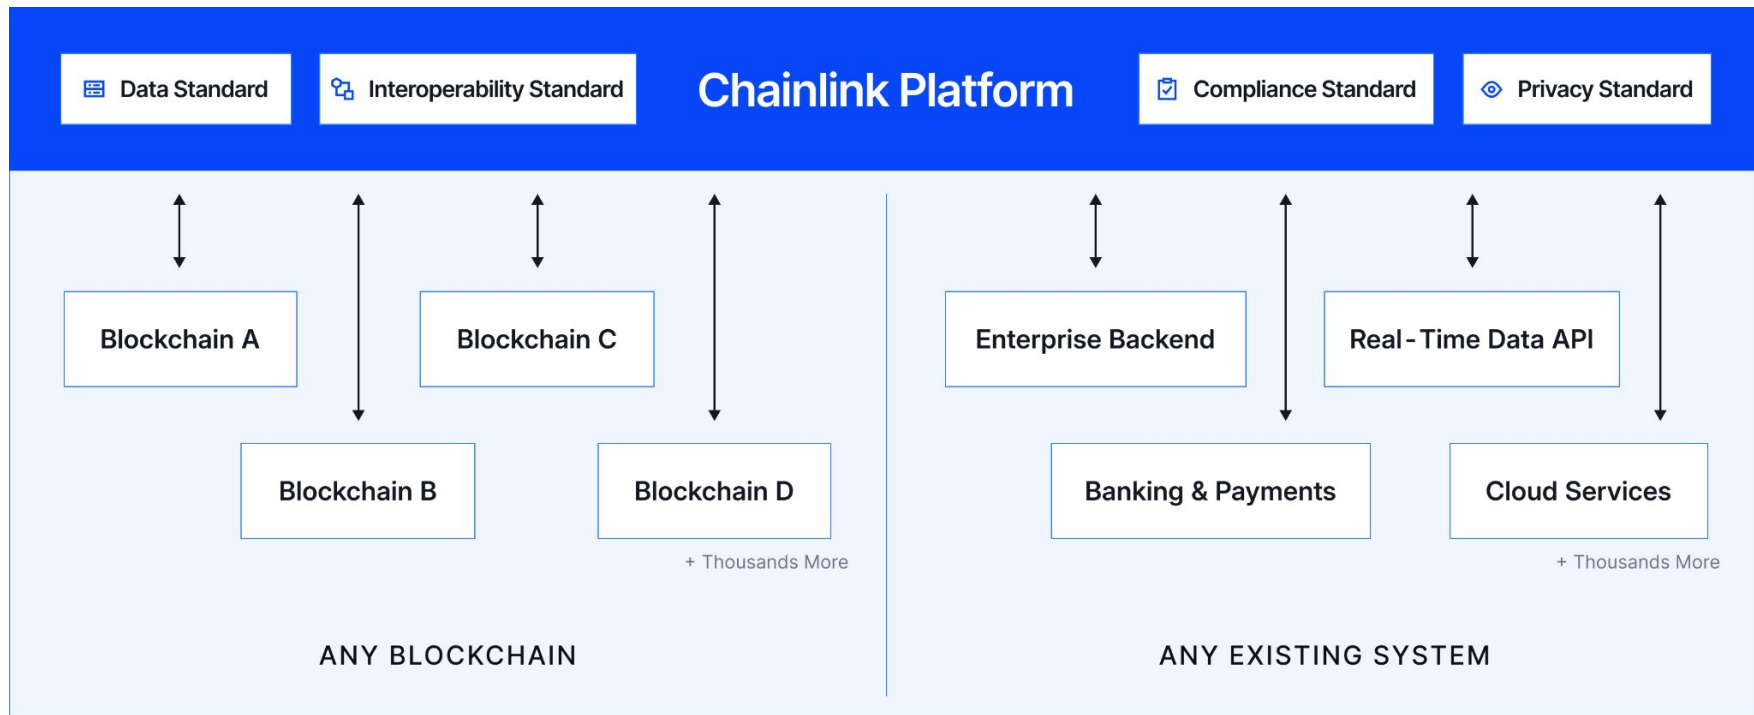 Data Standard
Interoperability Standard
Chainlink Platform
Compliance Standard
Privacy Standard
Blockchain A
Blockchain C
Blockchain B
Blockchain D
+ Thousands More
ANY BLOCKCHAIN
Enterprise Backend
Real-Time Data API
Banking & Payments
Cloud Services
+ Thousands More
ANY EXISTING SYSTEM